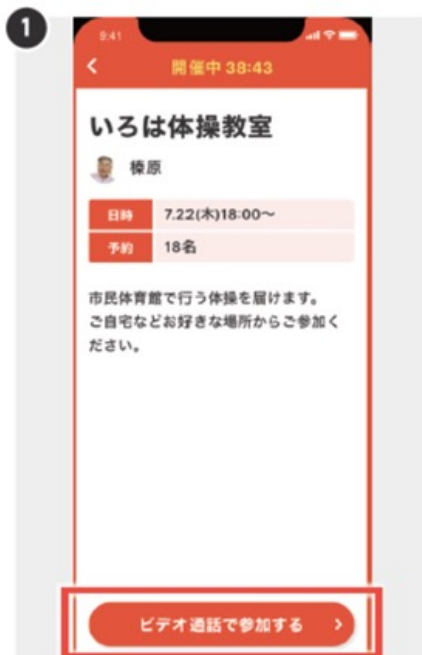 1
9:41
開催中 38:43
いろは体操教室
榛原
日時 7.22(木)18:00〜
予約 18名
市民体育館で行う体操を届けます。
ご自宅などお好きな場所からご参加く
ださい。
ビデオ通話で参加する